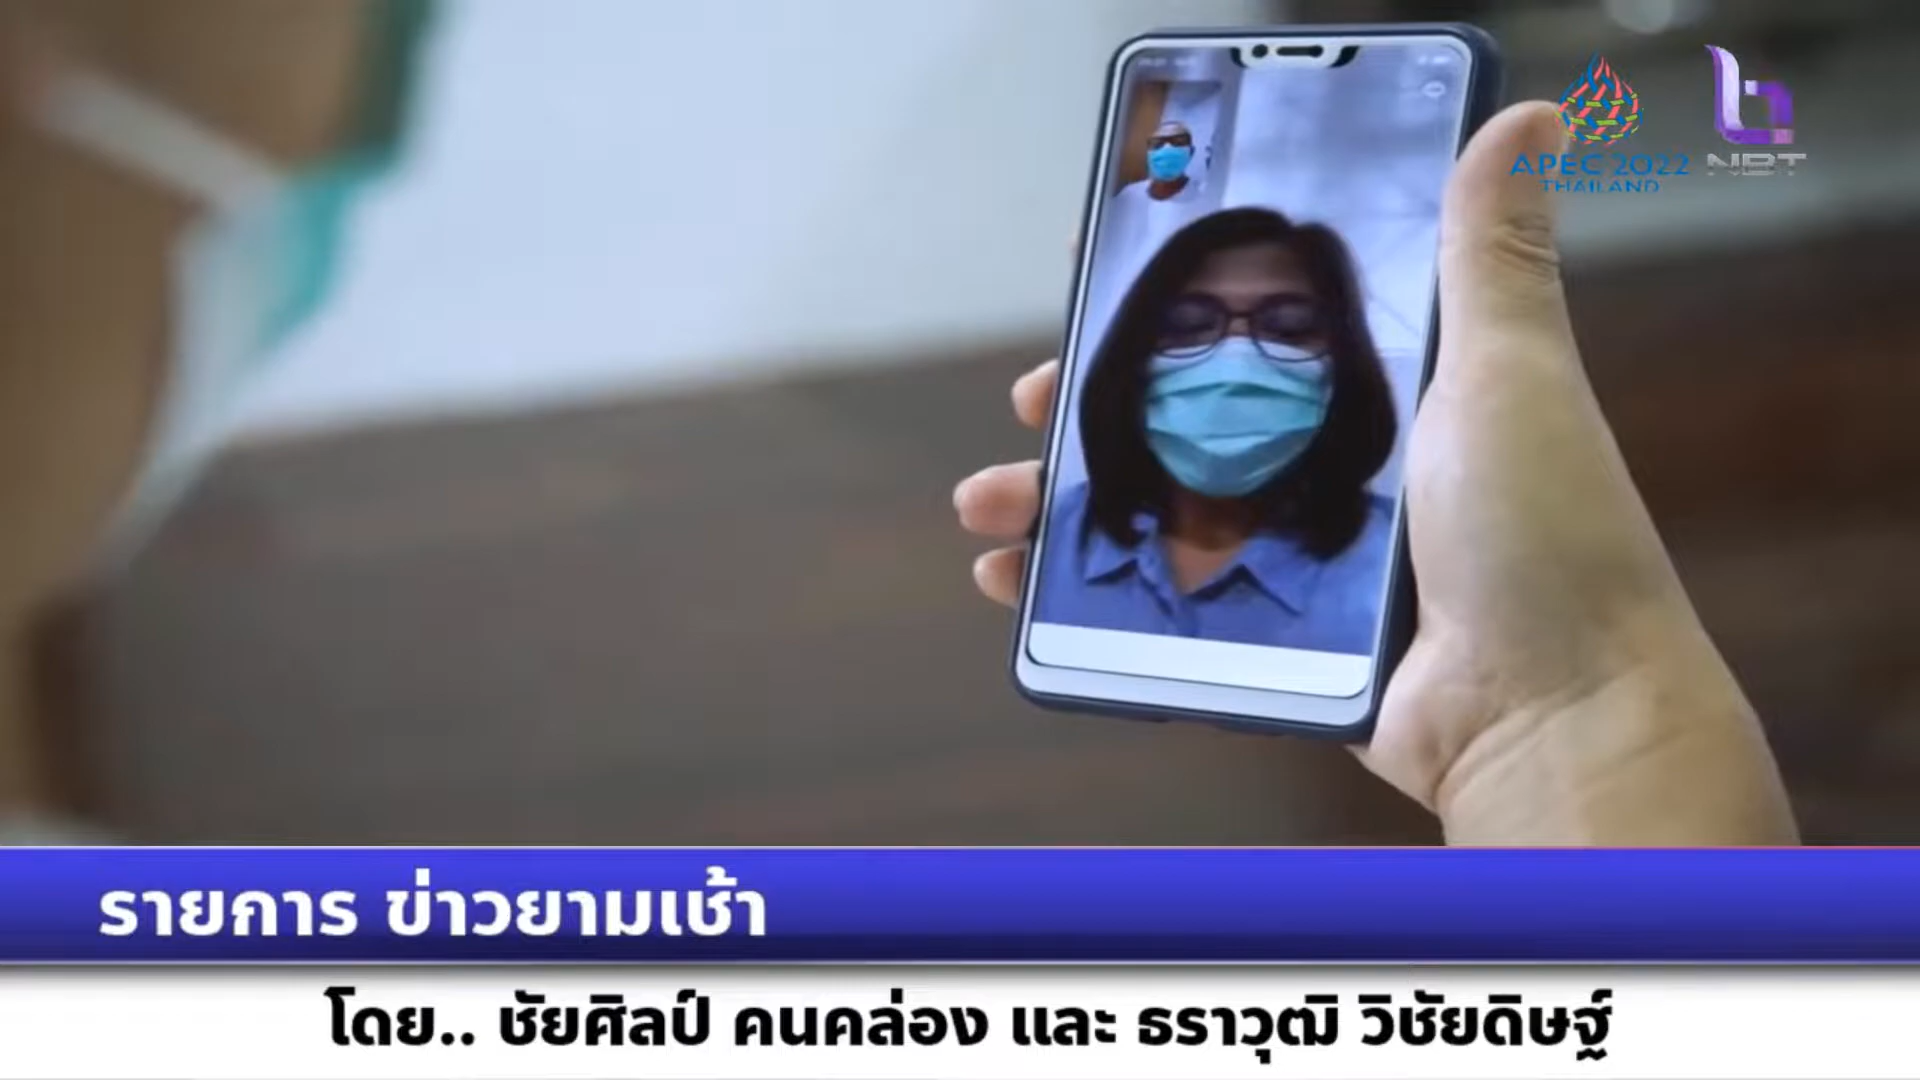 APEC 2022
THAILAND
NBT
รายการ ข่าวยามเช้า
โดย.. ชัยศิลป์ คนคล่อง และ ธราวุฒิ วิชัยดิษฐ์